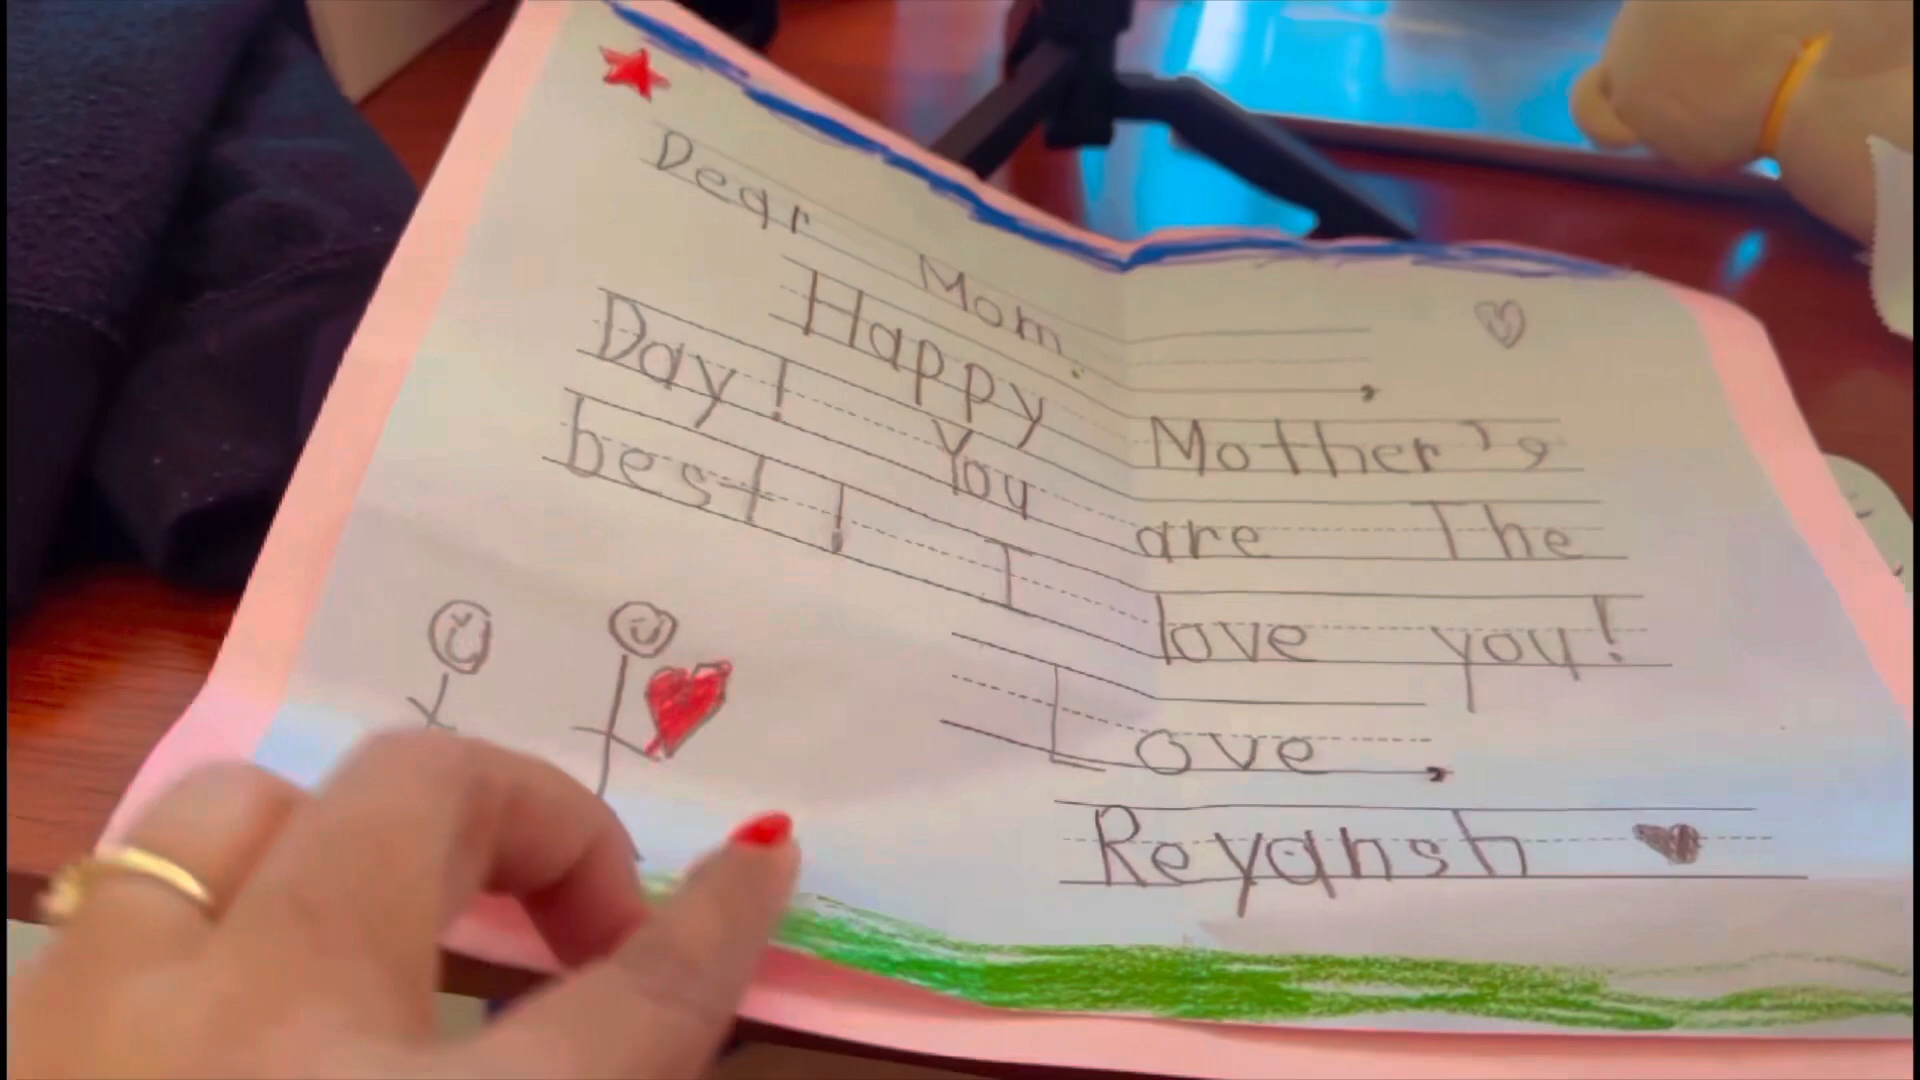 Dear Mom,
Happy Mother's
Day! You are The
best! I love you!
Love,
Reyansh